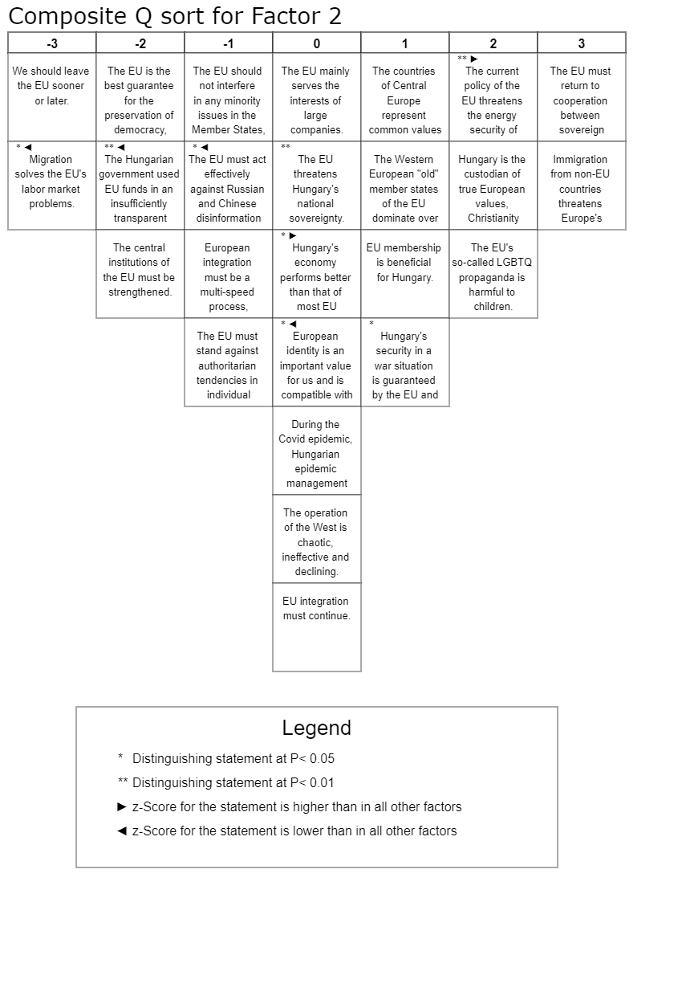 Composite Q sort for Factor 2
-3 -2 -1 0 1 2 3
We should leave
the EU sooner
or later.
The EU is the
best guarantee
for the
preservation of
democracy,
The EU should
not interfere
in any minority
issues in the
Member States,
The EU mainly
serves the
interests of
large
companies.
The countries
of Central
Europe
represent
common values
** ►
The current
policy of the
EU threatens
the energy
security of
The EU must
return to
cooperation
between
sovereign
* ◄
Migration
solves the EU's
labor market
problems.
** ◄
The Hungarian
government used
EU funds in an
insufficiently
transparent
* ◄
The EU must act
effectively
against Russian
and Chinese
disinformation
**
The EU
threatens
Hungary's
national
sovereignty.
The Western
European "old"
member states
of the EU
dominate over
Hungary is the
custodian of
true European
values,
Christianity
Immigration
from non-EU
countries
threatens
Europe's
The central
institutions of
the EU must be
strengthened.
European
integration
must be a
multi-speed
process,
* ►
Hungary's
economy
performs better
than that of
most EU
EU membership
is beneficial
for Hungary.
The EU's
so-called LGBTQ
propaganda is
harmful to
children.
The EU must
stand against
authoritarian
tendencies in
individual
* ◄
European
identity is an
important value
for us and is
compatible with
*
Hungary's
security in a
war situation
is guaranteed
by the EU and
During the
Covid epidemic,
Hungarian
epidemic
management
The operation
of the West is
chaotic,
ineffective and
declining.
EU integration
must continue.
Legend
* Distinguishing statement at P< 0.05
** Distinguishing statement at P< 0.01
► z-Score for the statement is higher than in all other factors
◄ z-Score for the statement is lower than in all other factors